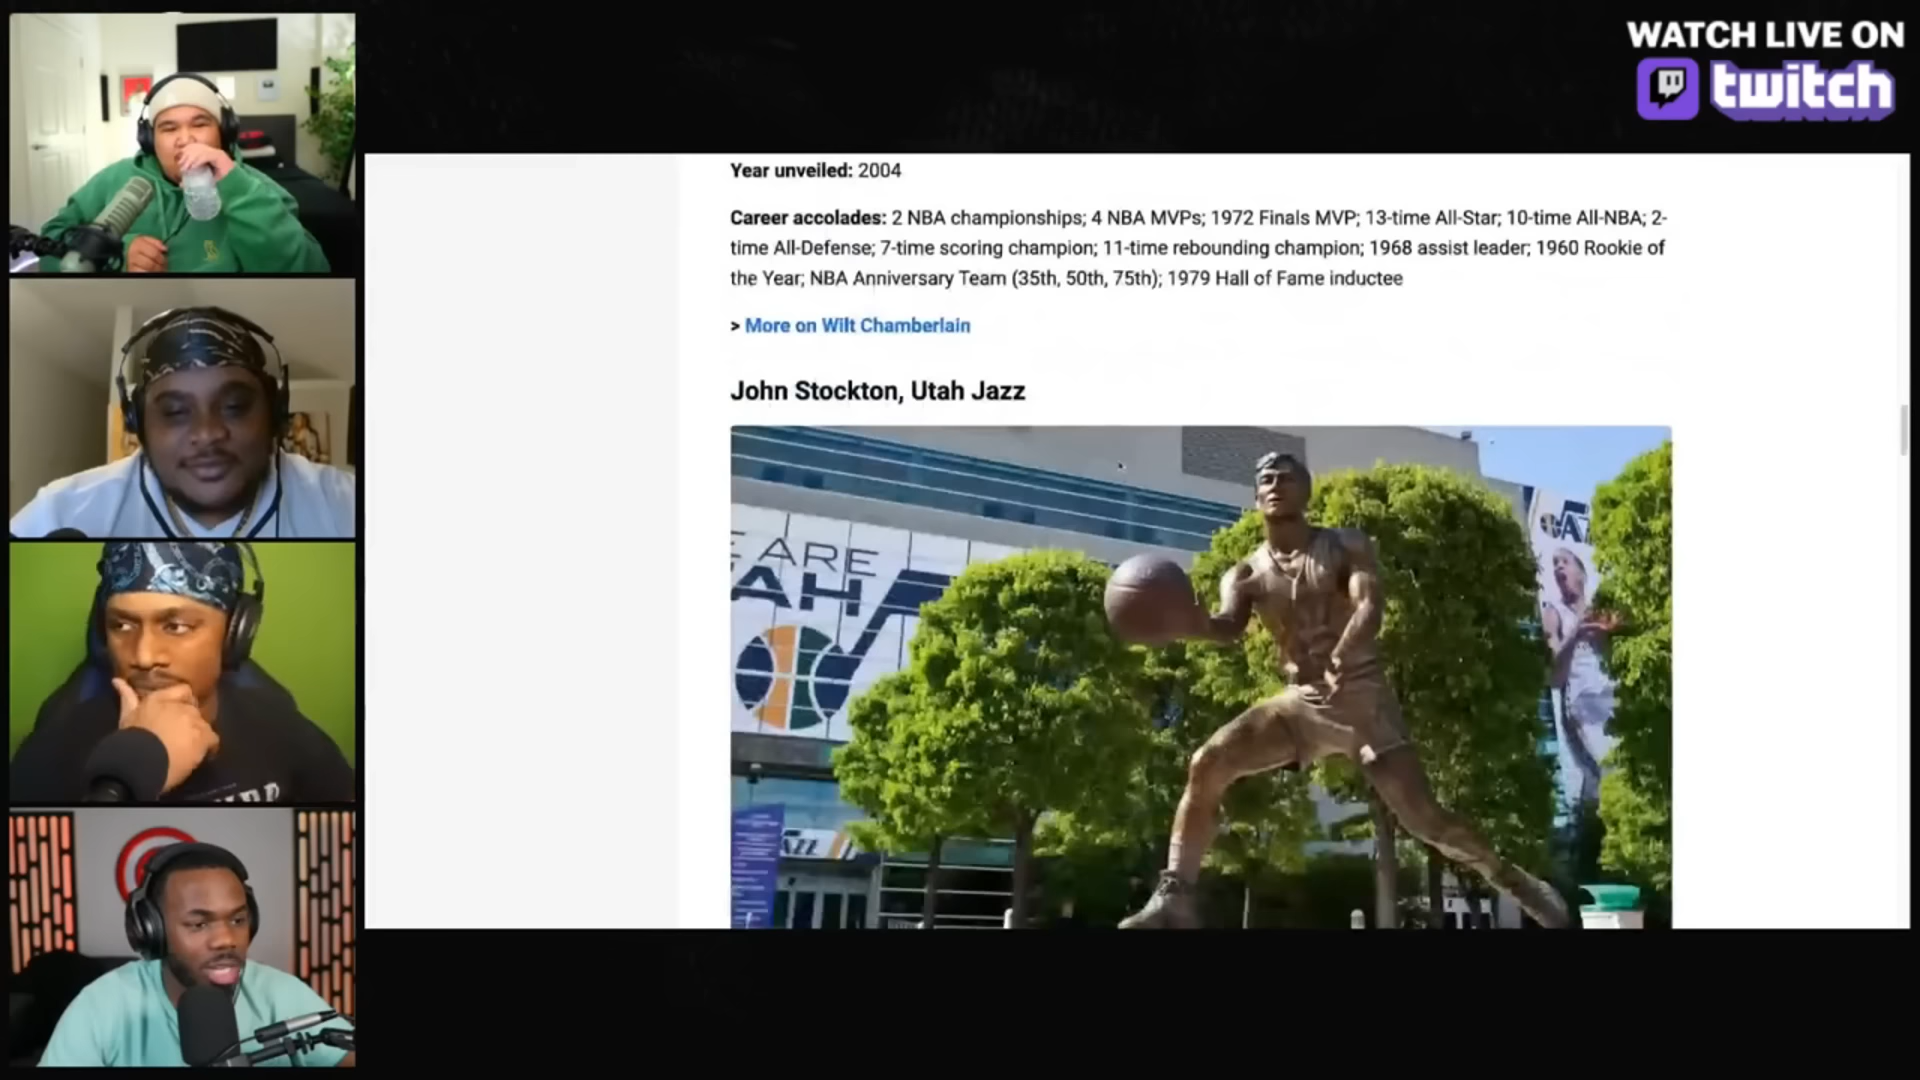 WATCH LIVE ON
twitch
Year unveiled: 2004
Career accolades: 2 NBA championships; 4 NBA MVPs; 1972 Finals MVP; 13-time All-Star; 10-time All-NBA; 2-
time All-Defense; 7-time scoring champion; 11-time rebounding champion; 1968 assist leader; 1960 Rookie of
the Year; NBA Anniversary Team (35th, 50th, 75th); 1979 Hall of Fame inductee
> More on Wilt Chamberlain
John Stockton, Utah Jazz
E ARE
AH